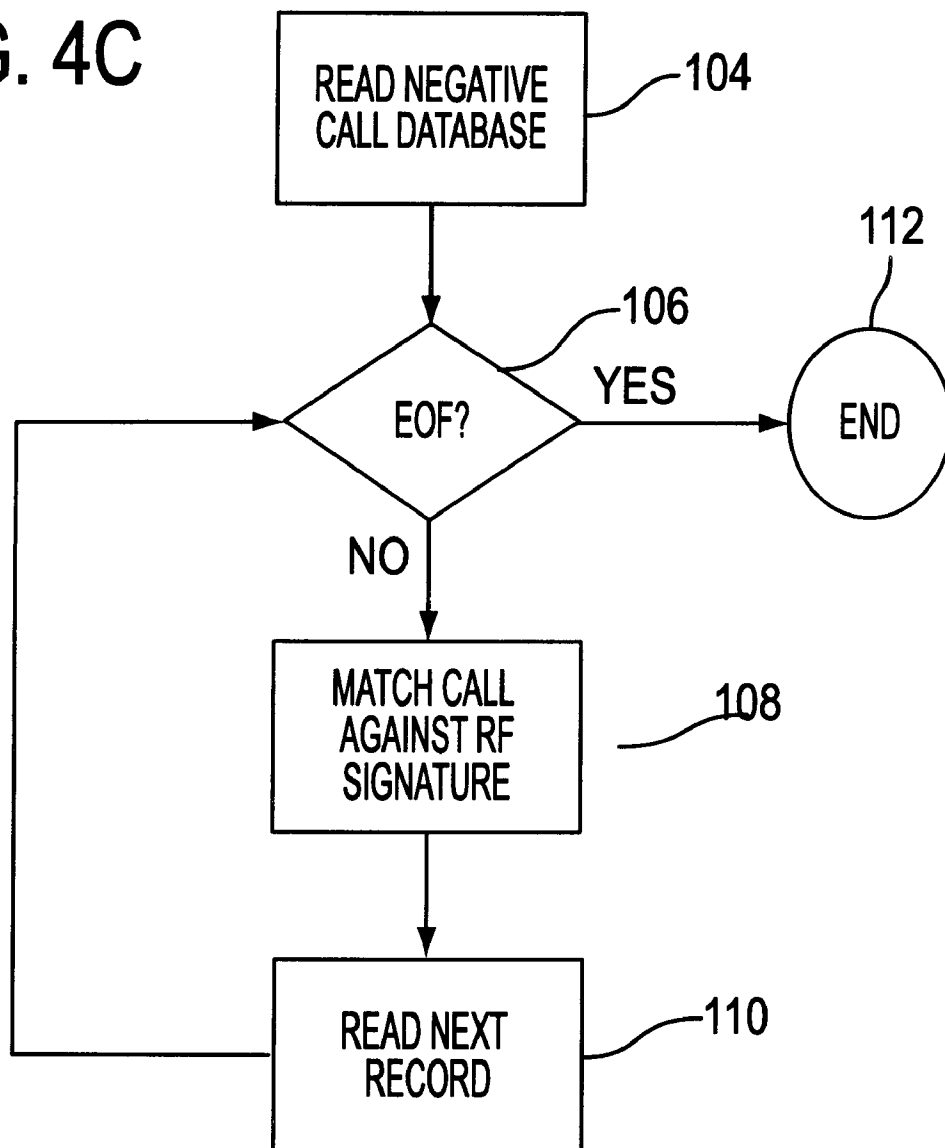 . 4C
READ NEGATIVE
CALL DATABASE
104
112
106
EOF?
YES
END
NO
MATCH CALL
AGAINST RF
SIGNATURE
108
READ NEXT
RECORD
110